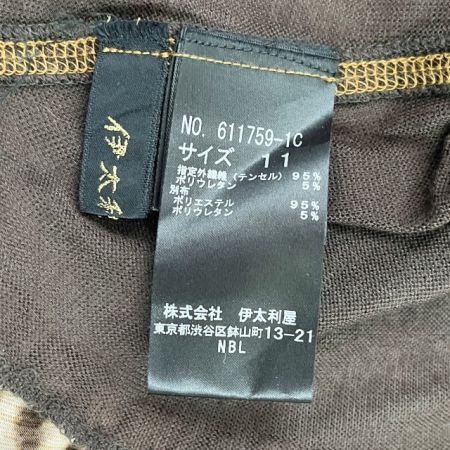 伊太利
NO. 611759-1C
サイズ 11
指定外繊維(テンセル) 95%
ポリウレタン 5%
別布
ポリエステル 95%
ポリウレタン 5%
株式会社 伊太利屋
東京都渋谷区鉢山町13-21
NBL